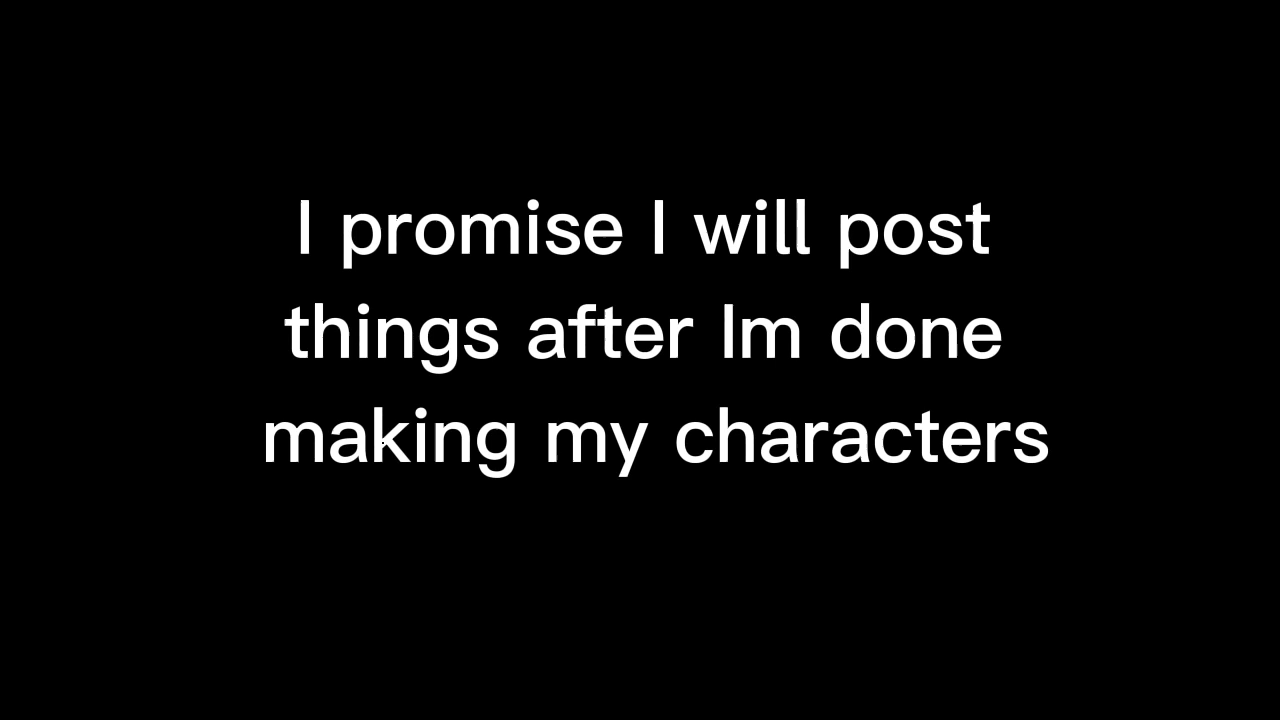 I promise I will post
things after Im done
making my characters